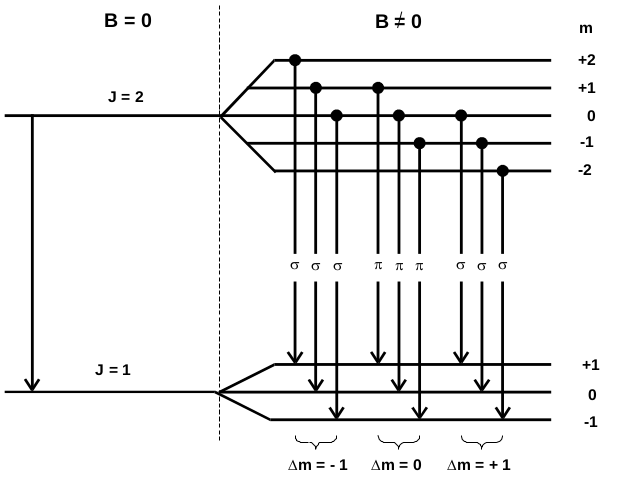 B = 0
B ≠ 0
m
+2
+1
J = 2
0
-1
-2
σ σ σ π π π σ σ σ
+1
J = 1
0
-1
Δm = - 1 Δm = 0 Δm = + 1